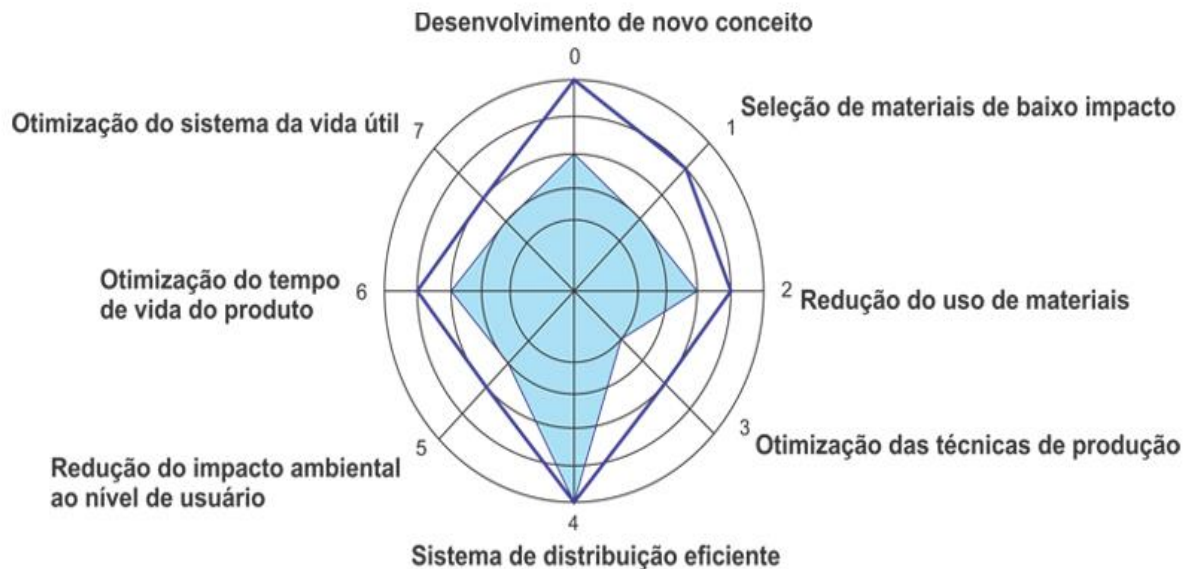 Desenvolvimento de novo conceito
0
Seleção de materiais de baixo impacto
1
Otimização do sistema da vida útil
7
Otimização do tempo
de vida do produto
6
2
Redução do uso de materiais
3
Otimização das técnicas de produção
5
Redução do impacto ambiental
ao nível de usuário
4
Sistema de distribuição eficiente